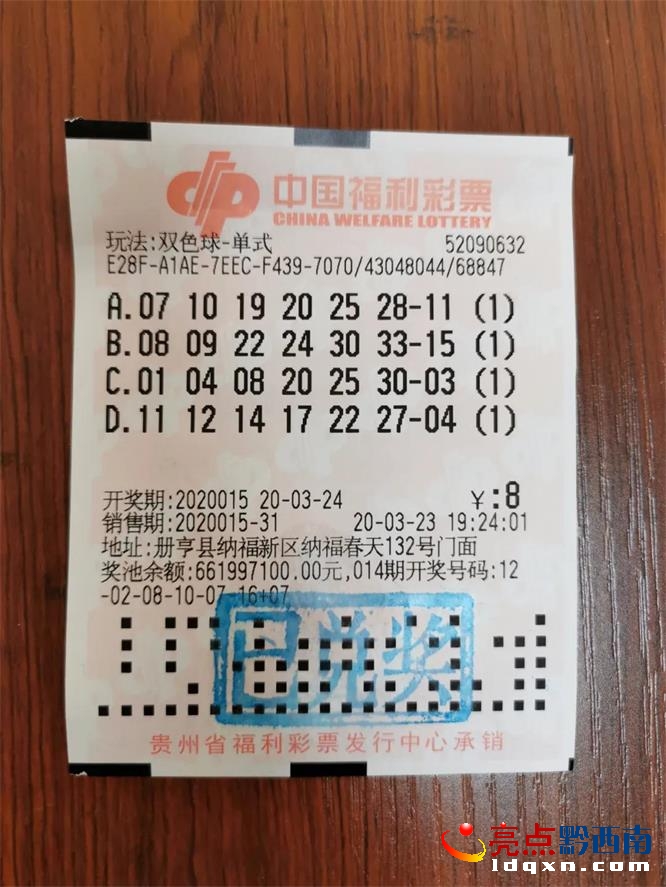 中国福利彩票
CHINA WELFARE LOTTERY
玩法:双色球-单式 52090632
E28F-A1AE-7EEC-F439-7070/43048044/68847
A.07 10 19 20 25 28-11 (1)
B.08 09 22 24 30 33-15 (1)
C.01 04 08 20 25 30-03 (1)
D.11 12 14 17 22 27-04 (1)
开奖期:2020015 20-03-24 ¥:8
销售期:2020015-31 20-03-23 19:24:01
地址:册亨县纳福新区纳福春天132号门面
奖池余额:661997100.00元,014期开奖号码:12
-02-08-10-07-16+07
已兑奖
贵州省福利彩票发行中心承销
亮点黔西南
ldqxn.com